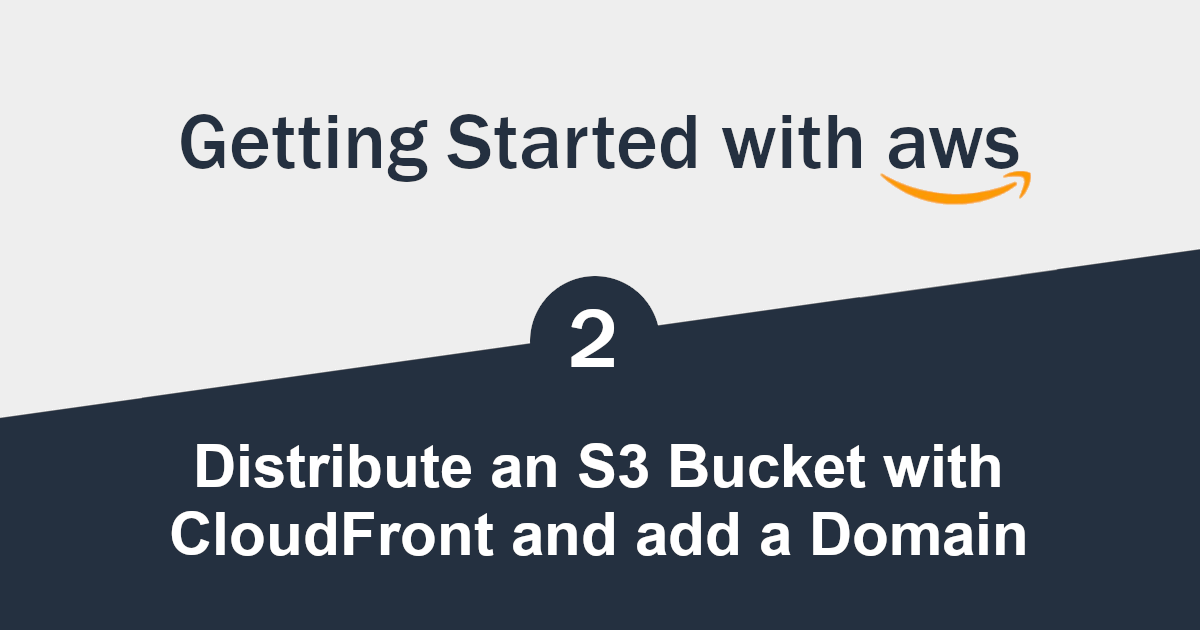 Getting Started with aws
2
Distribute an S3 Bucket with
CloudFront and add a Domain